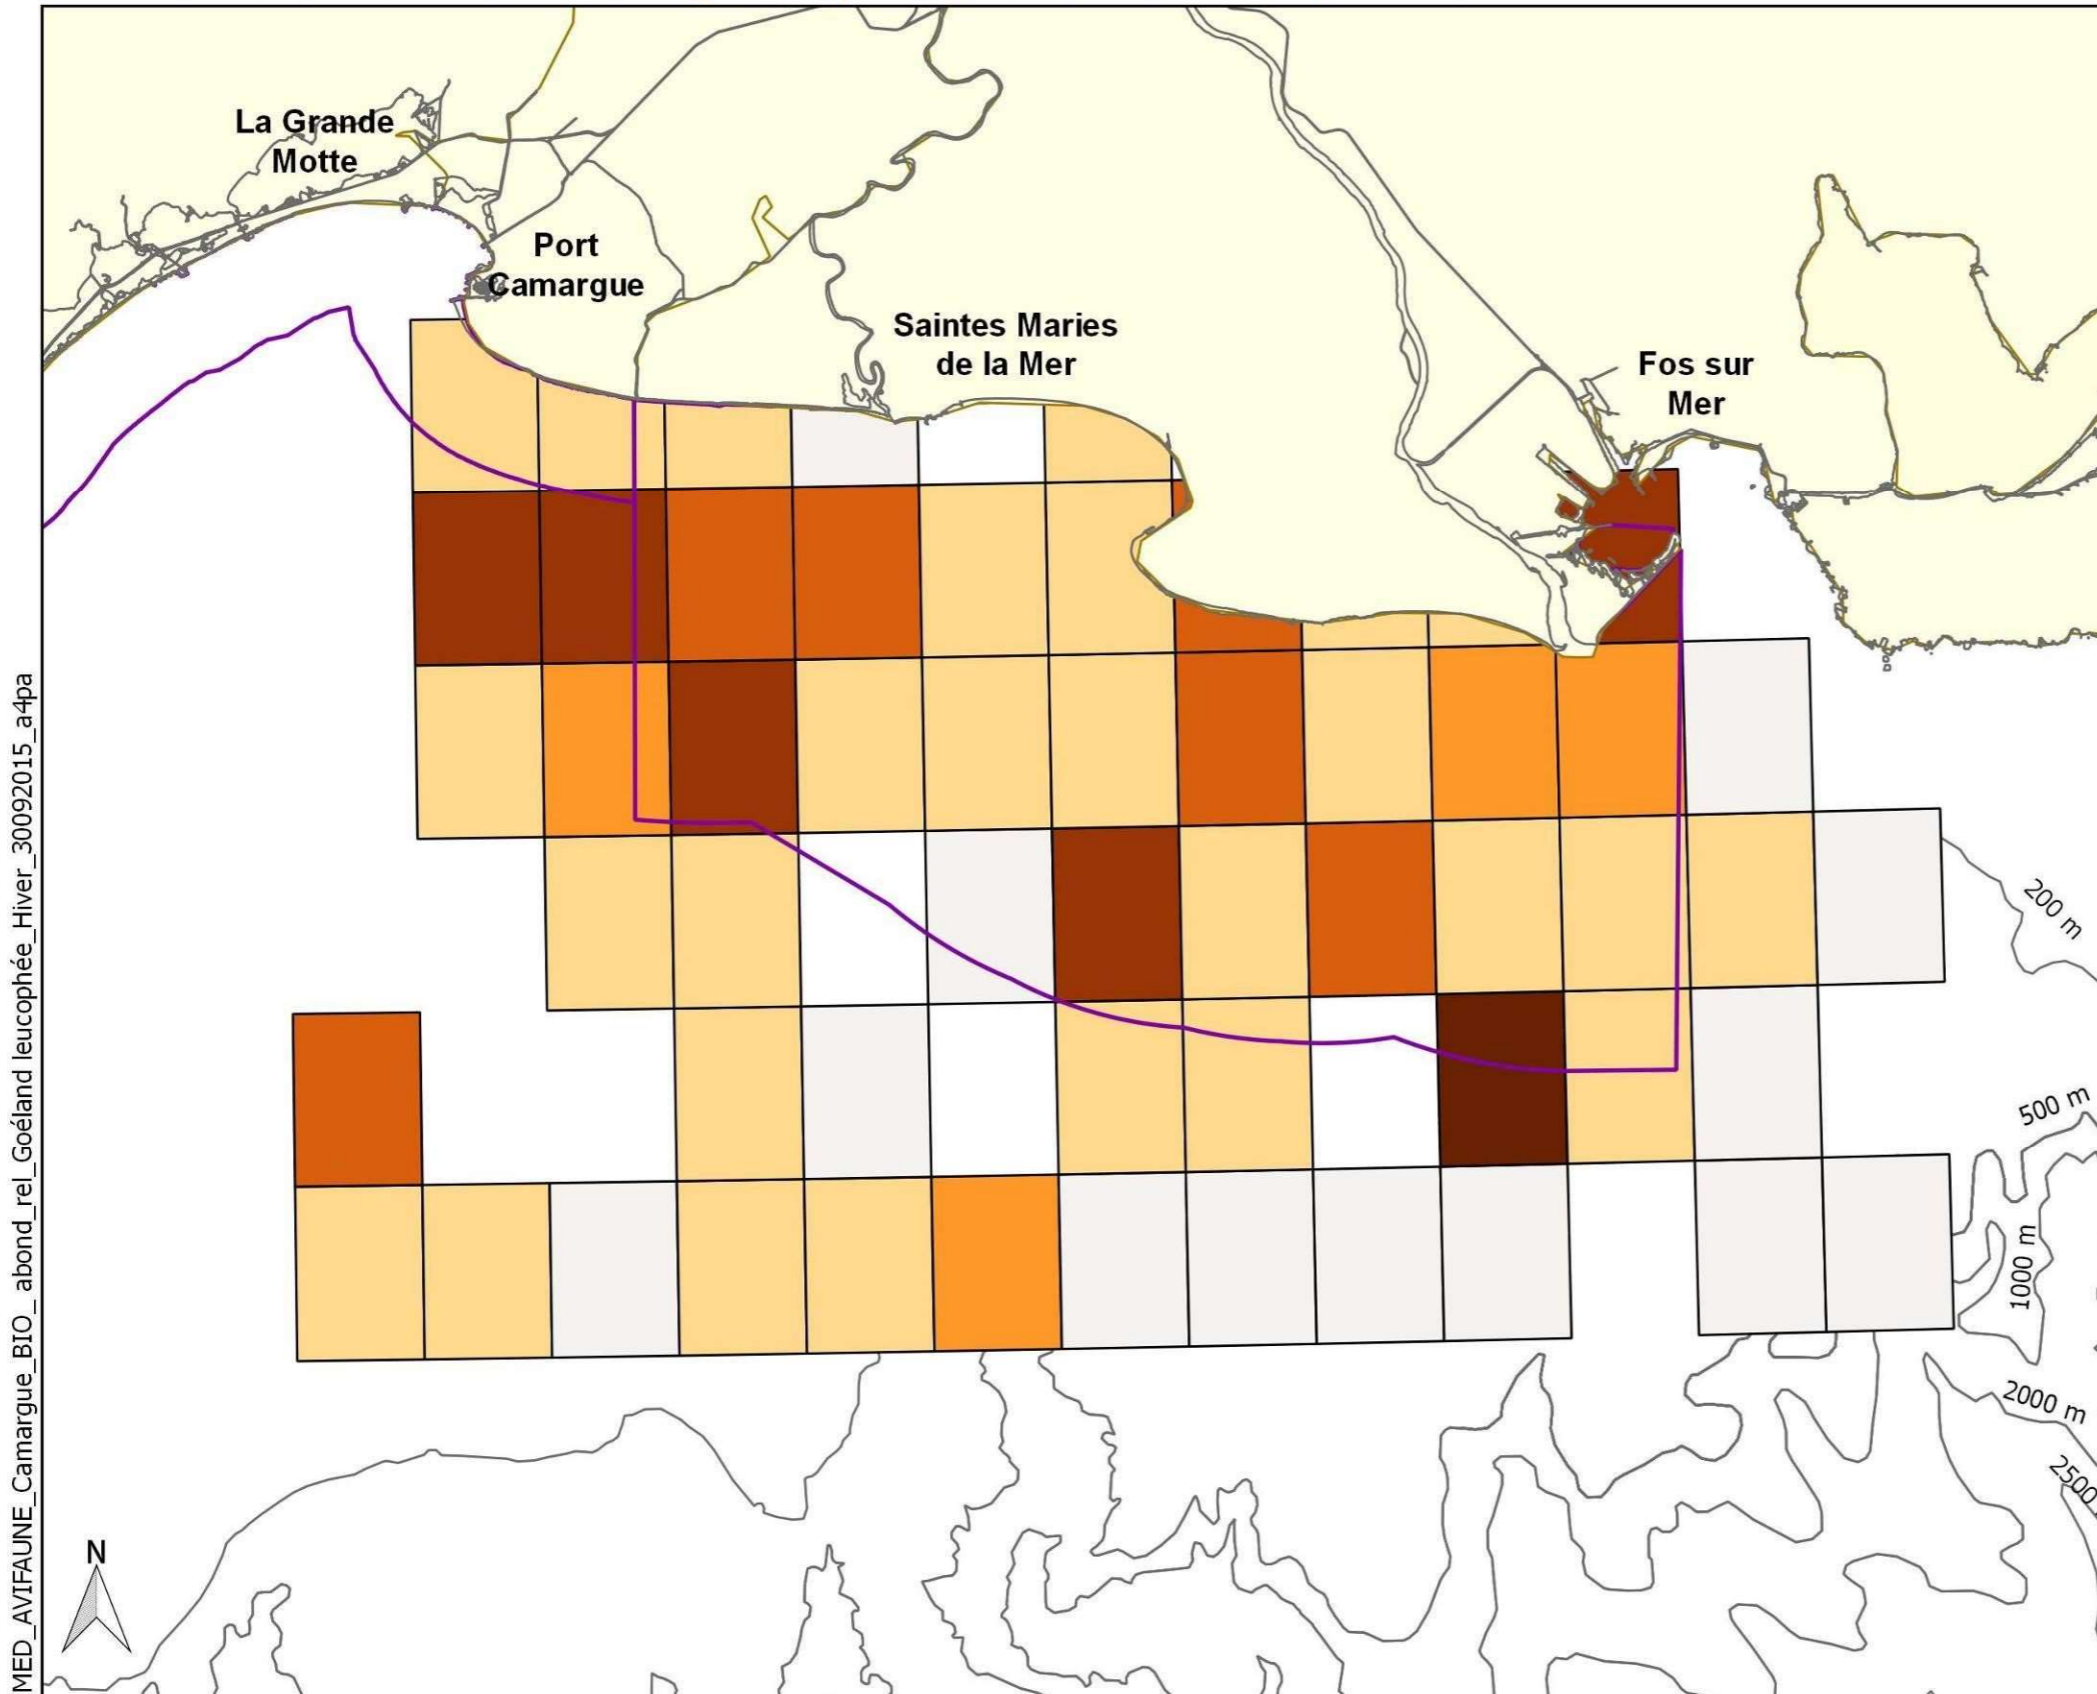 La Grande
Motte
Port
Camargue
Saintes Maries
de la Mer
Fos sur
Mer
200 m
500 m
1000 m
2000 m
2500
N
MED_AVIFAUNE_Camargue_BIO_ abond_rel_Goéland leucophée_Hiver_30092015_a4pa